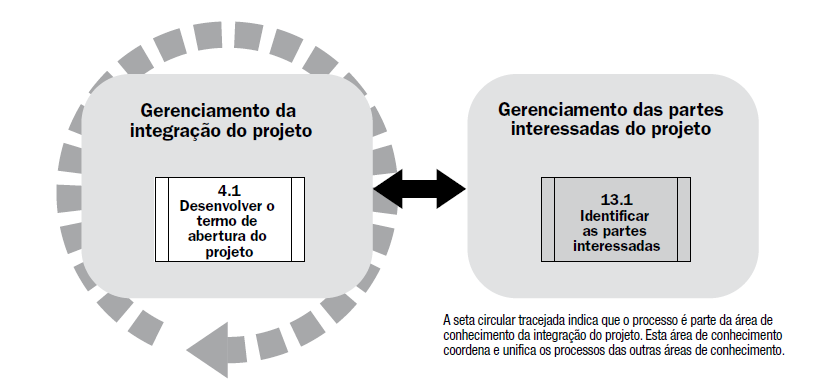 Gerenciamento da
integração do projeto
4.1
Desenvolver o
termo de
abertura do
projeto
Gerenciamento das partes
interessadas do projeto
13.1
Identificar
as partes
interessadas
A seta circular tracejada indica que o processo é parte da área de
conhecimento da integração do projeto. Esta área de conhecimento
coordena e unifica os processos das outras áreas de conhecimento.